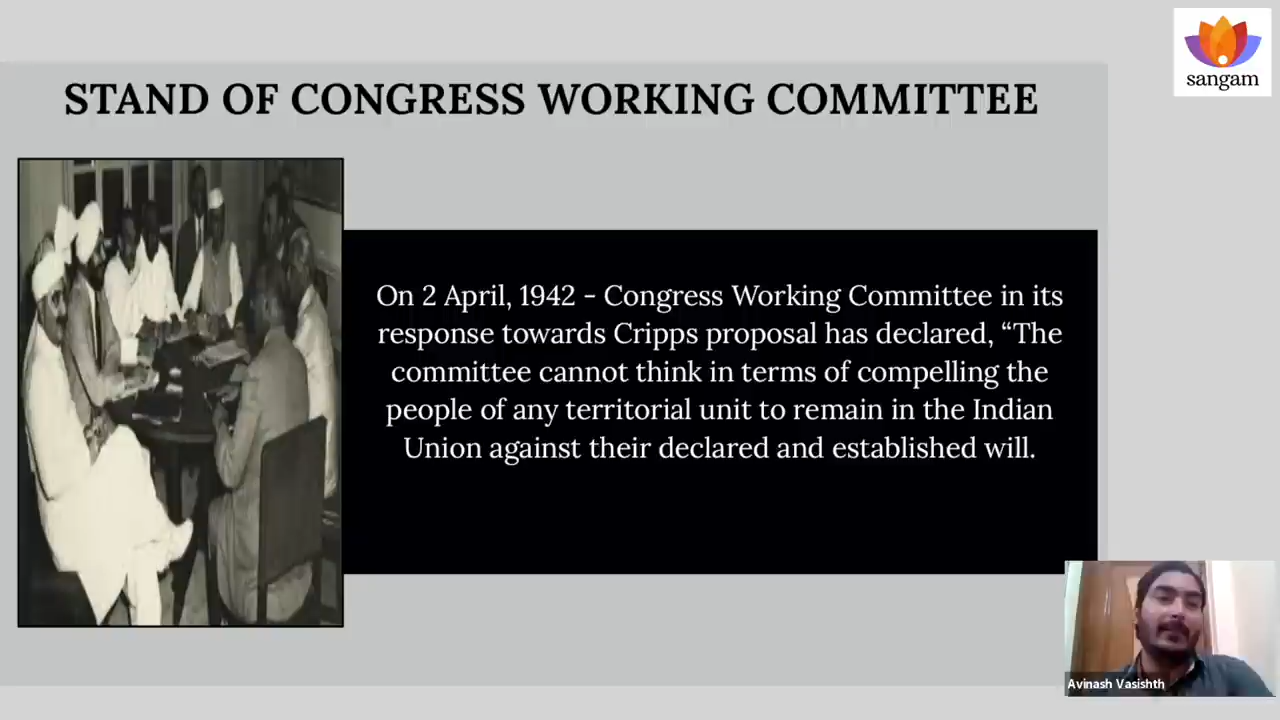 sangam
STAND OF CONGRESS WORKING COMMITTEE
On 2 April, 1942 - Congress Working Committee in its
response towards Cripps proposal has declared, “The
committee cannot think in terms of compelling the
people of any territorial unit to remain in the Indian
Union against their declared and established will.
Avinash Vasishth